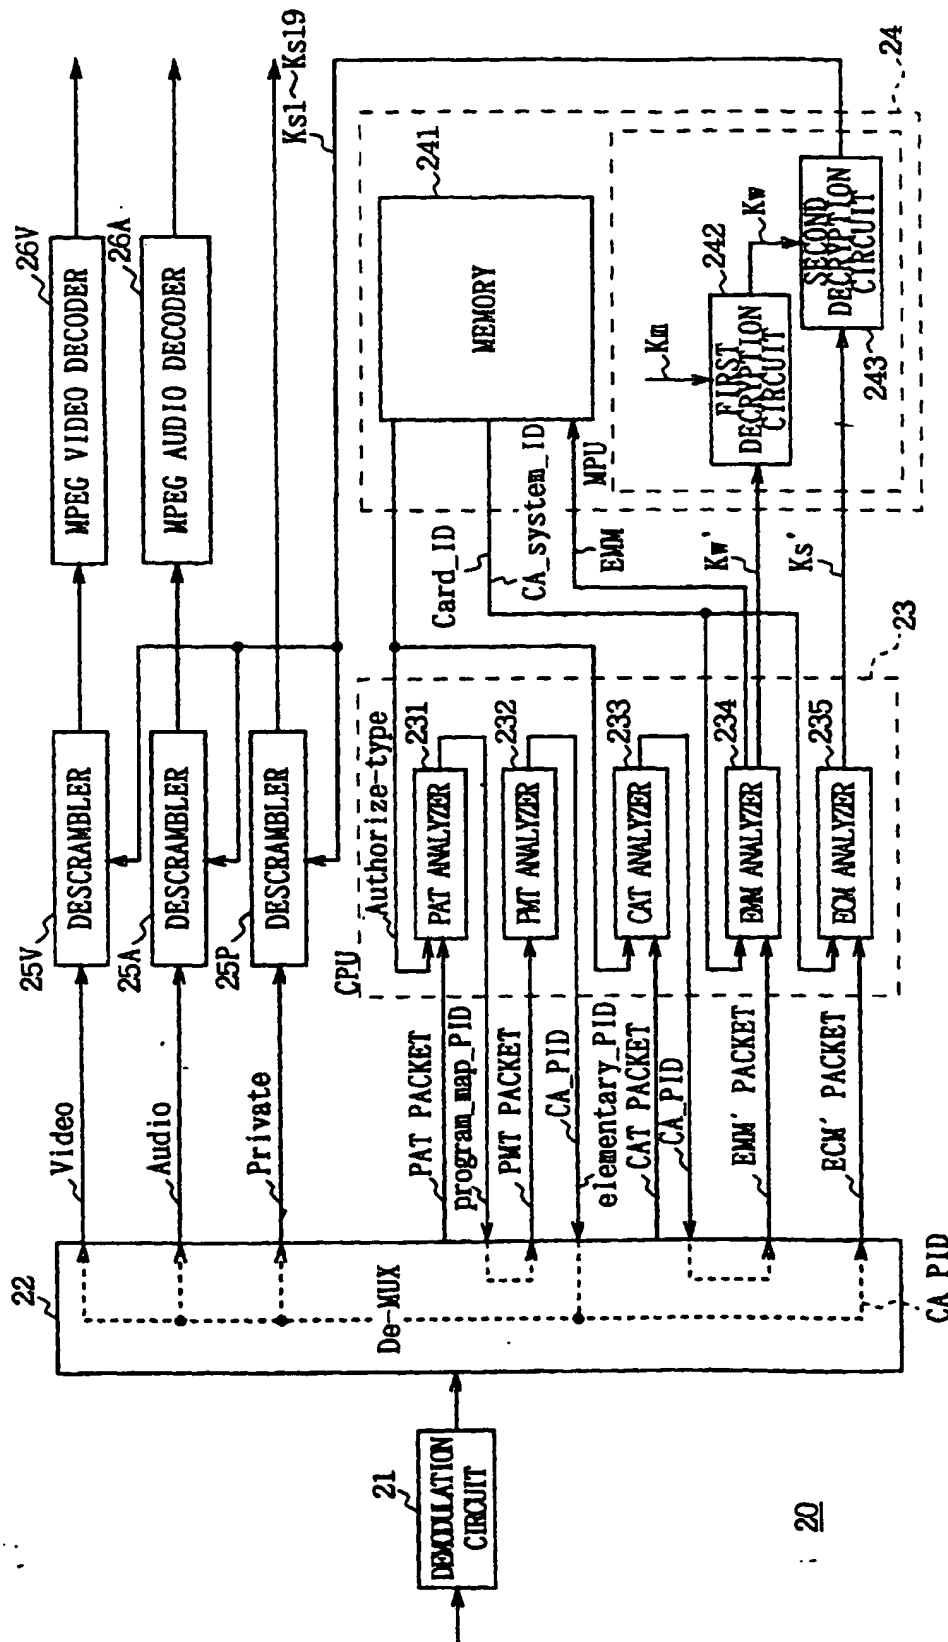 20
21
DEMODULATION
CIRCUIT
22
De-MUX
CA_PID
Video
Audio
Private
PAT PACKET
program_map_PID
PMT PACKET
CA_PID
elementary_PID
CAT PACKET
CA_PID
EMM' PACKET
ECM' PACKET
25V
DESCRAMBLER
25A
DESCRAMBLER
25P
DESCRAMBLER
CPU
Authorize-type
PAT ANALYZER
231
PMT ANALYZER
232
CAT ANALYZER
233
EMM ANALYZER
234
ECM ANALYZER
235
23
26V
MPEG VIDEO DECODER
26A
MPEG AUDIO DECODER
Ks1~Ks19
Card_ID
CA_system_ID
EMM
Kw'
Ks'
MPU
MEMORY
241
Km
FIRST
DECRYPTION
CIRCUIT
242
Kw
SECOND
DECRYPTION
CIRCUIT
243
24